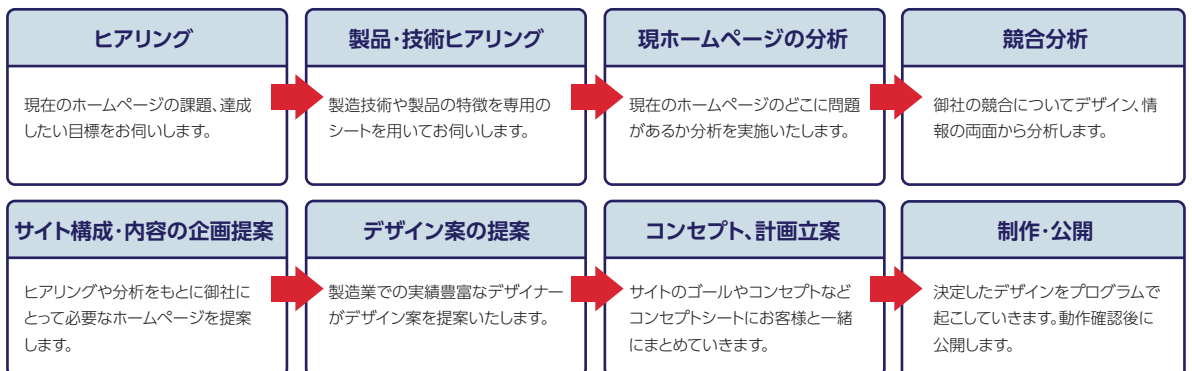 ヒアリング
現在のホームページの課題、達成
したい目標をお伺いします。
製品・技術ヒアリング
製造技術や製品の特徴を専用の
シートを用いてお伺いします。
現ホームページの分析
現在のホームページのどこに問題
があるか分析を実施いたします。
競合分析
御社の競合についてデザイン、情
報の両面から分析します。
サイト構成・内容の企画提案
ヒアリングや分析をもとに御社に
とって必要なホームページを提案
します。
デザイン案の提案
製造業での実績豊富なデザイナー
がデザイン案を提案いたします。
コンセプト、計画立案
サイトのゴールやコンセプトなど
コンセプトシートにお客様と一緒
にまとめていきます。
制作・公開
決定したデザインをプログラムで
起こしていきます。動作確認後に
公開します。